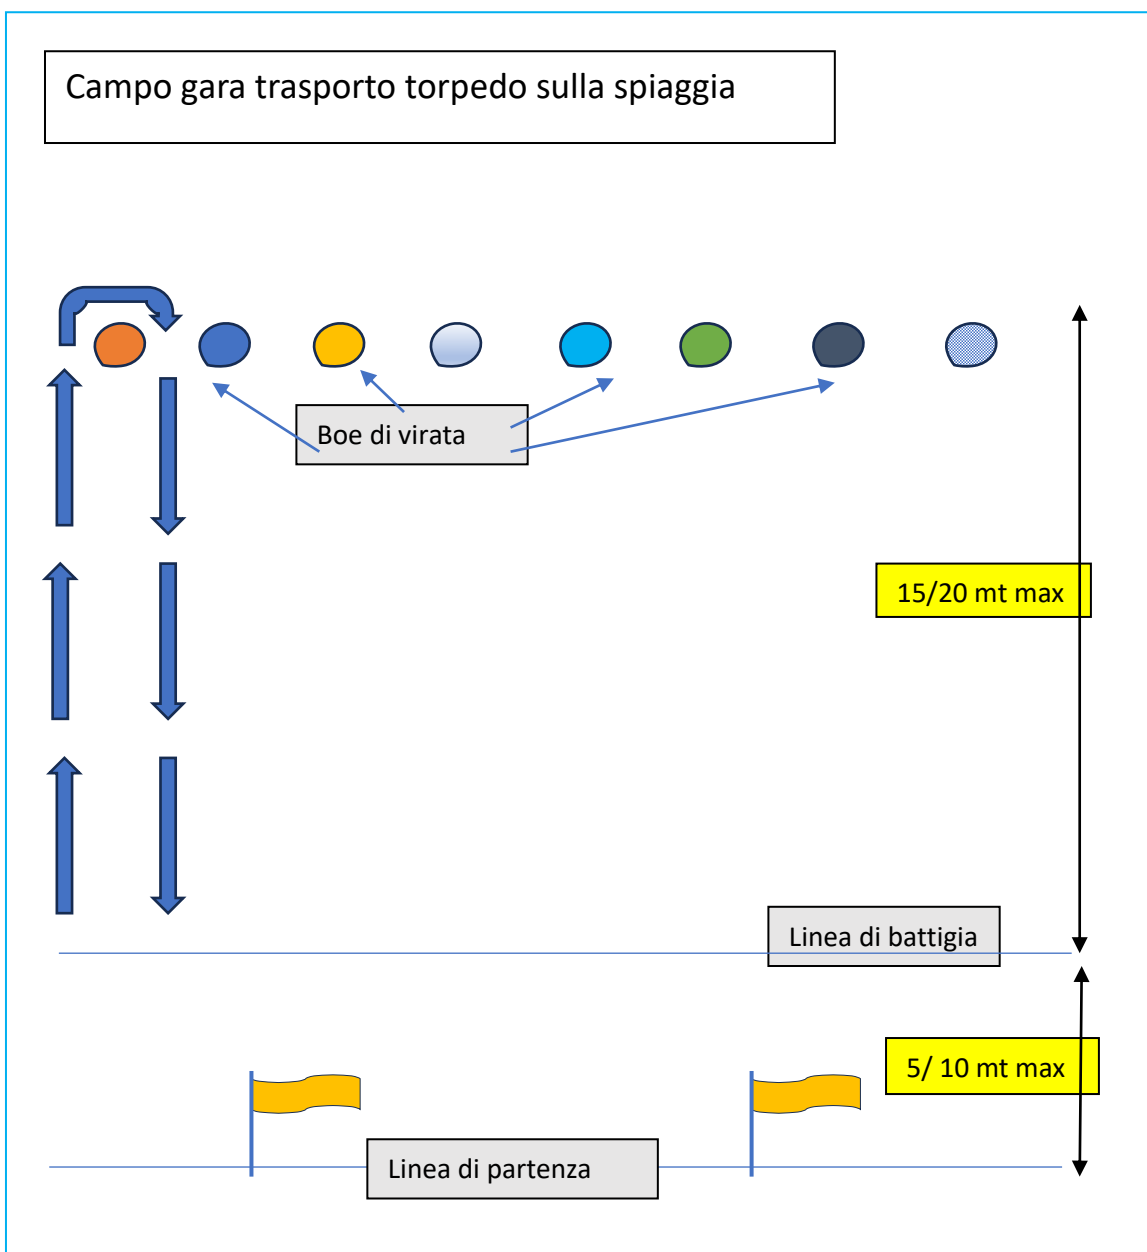 Campo gara trasporto torpedo sulla spiaggia
Boe di virata
15/20 mt max
Linea di battigia
5/ 10 mt max
Linea di partenza